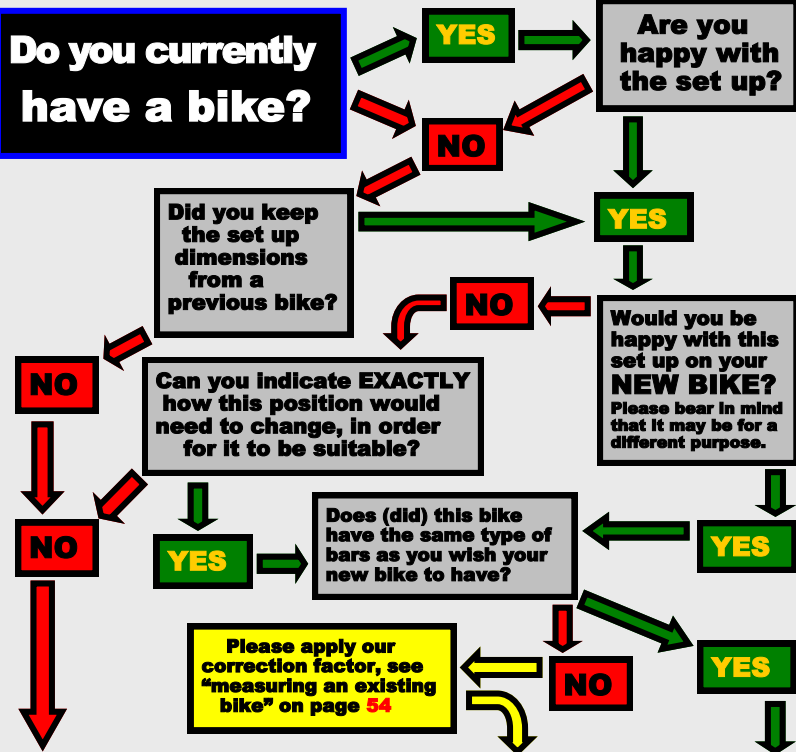 Do you currently
have a bike?
YES
Are you
happy with
the set up?
NO
Did you keep
the set up
dimensions
from a
previous bike?
YES
NO
Would you be
happy with this
set up on your
NEW BIKE?
Please bear in mind
that it may be for a
different purpose.
NO
Can you indicate EXACTLY
how this position would
need to change, in order
for it to be suitable?
NO
YES
Does (did) this bike
have the same type of
bars as you wish your
new bike to have?
YES
Please apply our
correction factor, see
“measuring an existing
bike” on page 54
NO
YES